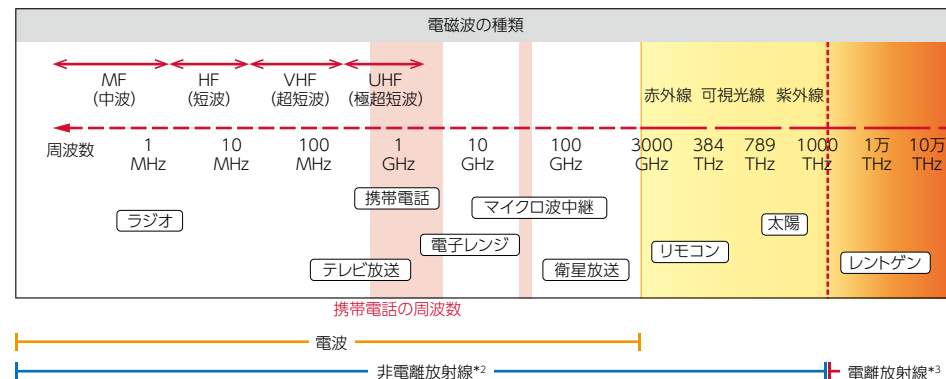 電磁波の種類
MF HF VHF UHF
(中波) (短波) (超短波) (極超短波)
赤外線 可視光線 紫外線
周波数 1 10 100 1 10 100 3000 384 789 1000 1万 10万
MHz MHz MHz GHz GHz GHz GHz THz THz THz THz THz
携帯電話
マイクロ波中継
ラジオ
太陽
電子レンジ
リモコン
テレビ放送
衛星放送
レントゲン
携帯電話の周波数
電波
非電離放射線*2
電離放射線*3